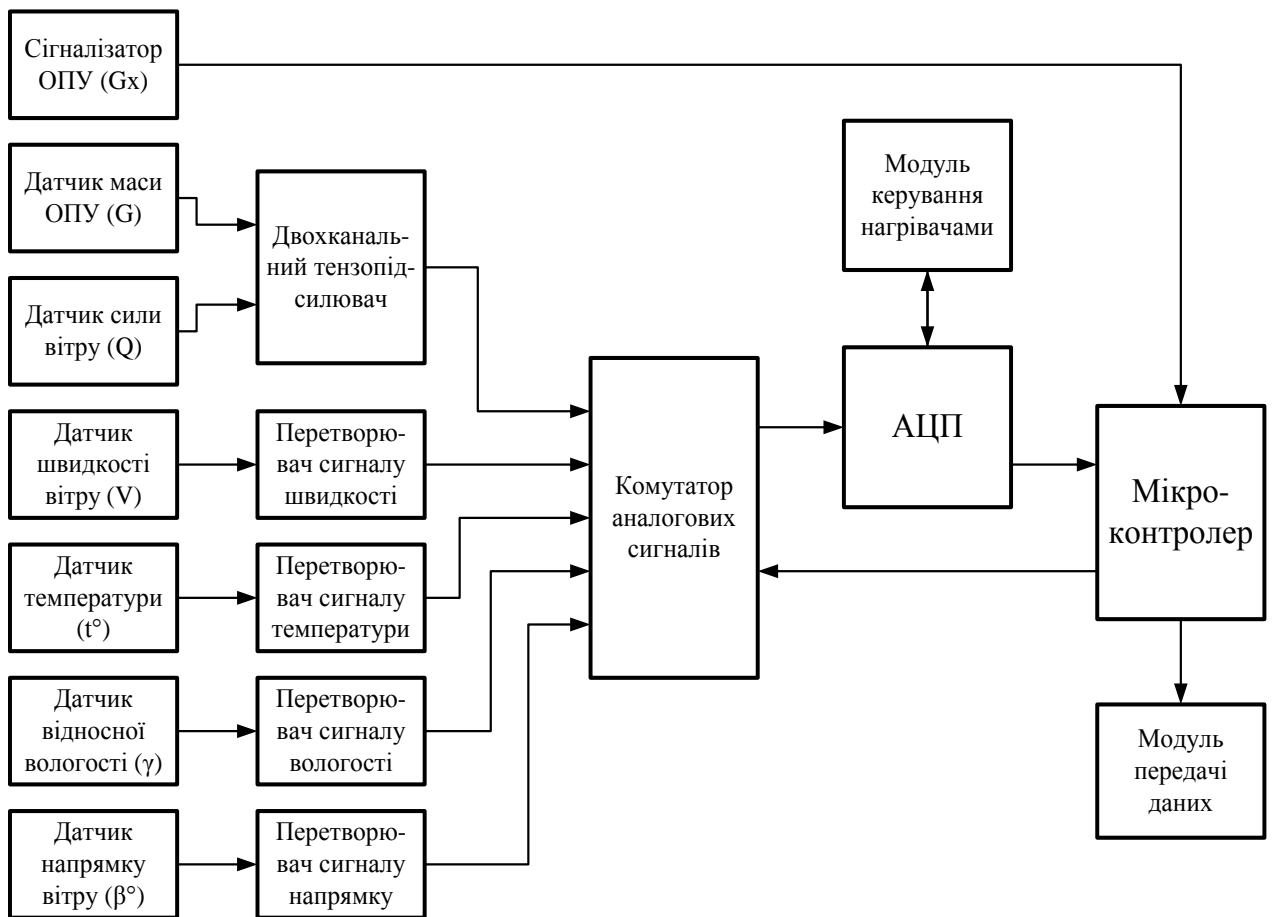 Сігналізатор
ОПУ (Gx)
Датчик маси
ОПУ (G)
Датчик сили
вітру (Q)
Датчик
швидкості
вітру (V)
Датчик
температури
(t°)
Датчик
відносної
вологості (γ)
Датчик
напрямку
вітру (β°)
Двохканаль-
ний тензопід-
силювач
Перетворю-
вач сигналу
швидкості
Перетворю-
вач сигналу
температури
Перетворю-
вач сигналу
вологості
Перетворю-
вач сигналу
напрямку
Комутатор
аналогових
сигналів
Модуль
керування
нагрівачами
АЦП
Мікро-
контролер
Модуль
передачі
даних